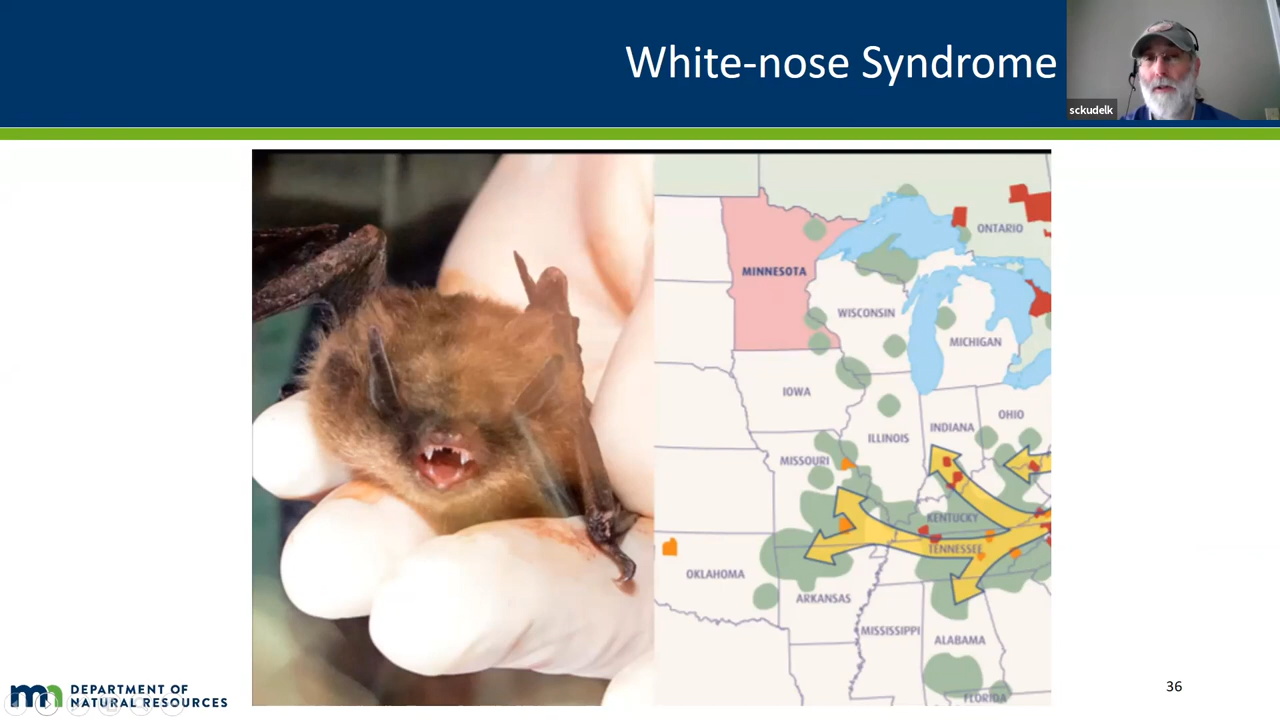 White-nose Syndrome
sckudelk
ONTARIO
MINNESOTA
WISCONSIN
MICHIGAN
IOWA
OHIO
INDIANA
ILLINOIS
MISSOURI
KENTUCKY
TENNESSEE
OKLAHOMA
ARKANSAS
MISSISSIPPI
ALABAMA
FLORIDA
DEPARTMENT OF
NATURAL RESOURCES
36